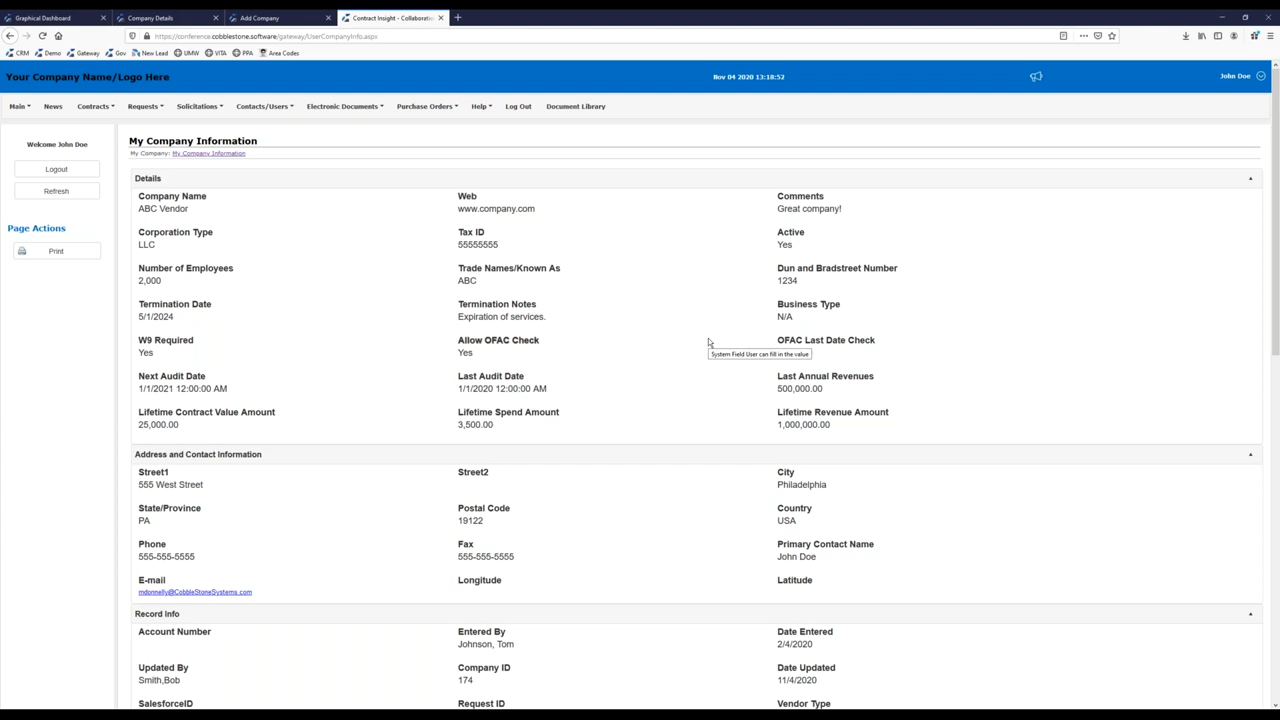 Graphical Dashboard
Company Details
Add Company
Contract Insight - Collaboratio
https://conference.cobblestone.software/gateway/UserCompanyInfo.aspx
CRM Demo Gateway Gov New Lead UMW VITA PPA Area Codes
Your Company Name/Logo Here
Nov 04 2020 13:18:52
John Doe
Main News Contracts Requests Solicitations Contacts/Users Electronic Documents Purchase Orders Help Log Out Document Library
Welcome John Doe
Logout
Refresh
Page Actions
Print
My Company Information
My Company: My Company Information
Details
Company Name Web Comments
ABC Vendor www.company.com Great company!
Corporation Type Tax ID Active
LLC 55555555 Yes
Number of Employees Trade Names/Known As Dun and Bradstreet Number
2,000 ABC 1234
Termination Date Termination Notes Business Type
5/1/2024 Expiration of services. N/A
W9 Required Allow OFAC Check OFAC Last Date Check
Yes Yes
System Field User can fill in the value
Next Audit Date Last Audit Date Last Annual Revenues
1/1/2021 12:00:00 AM 1/1/2020 12:00:00 AM 500,000.00
Lifetime Contract Value Amount Lifetime Spend Amount Lifetime Revenue Amount
25,000.00 3,500.00 1,000,000.00
Address and Contact Information
Street1 Street2 City
555 West Street Philadelphia
State/Province Postal Code Country
PA 19122 USA
Phone Fax Primary Contact Name
555-555-5555 555-555-5555 John Doe
E-mail Longitude Latitude
mdonnelly@CobbleStoneSystems.com
Record Info
Account Number Entered By Date Entered
Johnson, Tom 2/4/2020
Updated By Company ID Date Updated
Smith,Bob 174 11/4/2020
SalesforceID Request ID Vendor Type